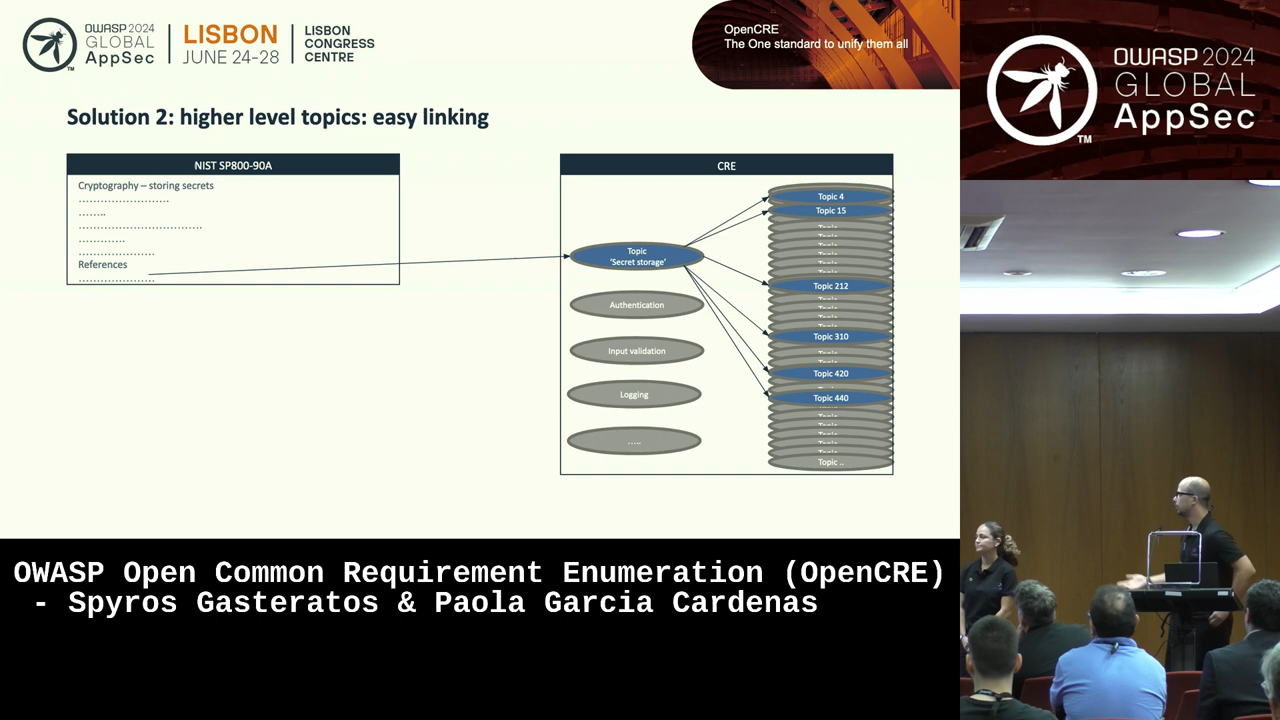 OWASP 2024
GLOBAL
AppSec
TM
LISBON
JUNE 24-28
LISBON
CONGRESS
CENTRE
OpenCRE
The One standard to unify them all
OWASP 2024
GLOBAL
AppSec
TM
Solution 2: higher level topics: easy linking
NIST SP800-90A
Cryptography – storing secrets
……………………….
……..
…………………………………
…………..
…………………..
References
…………………..
CRE
Topic
'Secret storage'
Authentication
Input validation
Logging
…..
Topic 4
Topic 15
Topic 212
Topic 310
Topic 420
Topic 440
Topic ..
OWASP Open Common Requirement Enumeration (OpenCRE)
- Spyros Gasteratos & Paola Garcia Cardenas